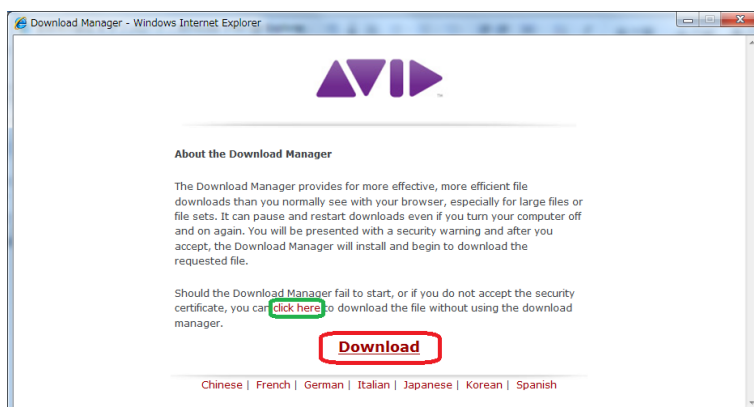 Download Manager - Windows Internet Explorer
AVID
™
About the Download Manager
The Download Manager provides for more effective, more efficient file
downloads than you normally see with your browser, especially for large files or
file sets. It can pause and restart downloads even if you turn your computer off
and on again. You will be presented with a security warning and after you
accept, the Download Manager will install and begin to download the
requested file.
Should the Download Manager fail to start, or if you do not accept the security
certificate, you can click here to download the file without using the download
manager.
Download
Chinese | French | German | Italian | Japanese | Korean | Spanish